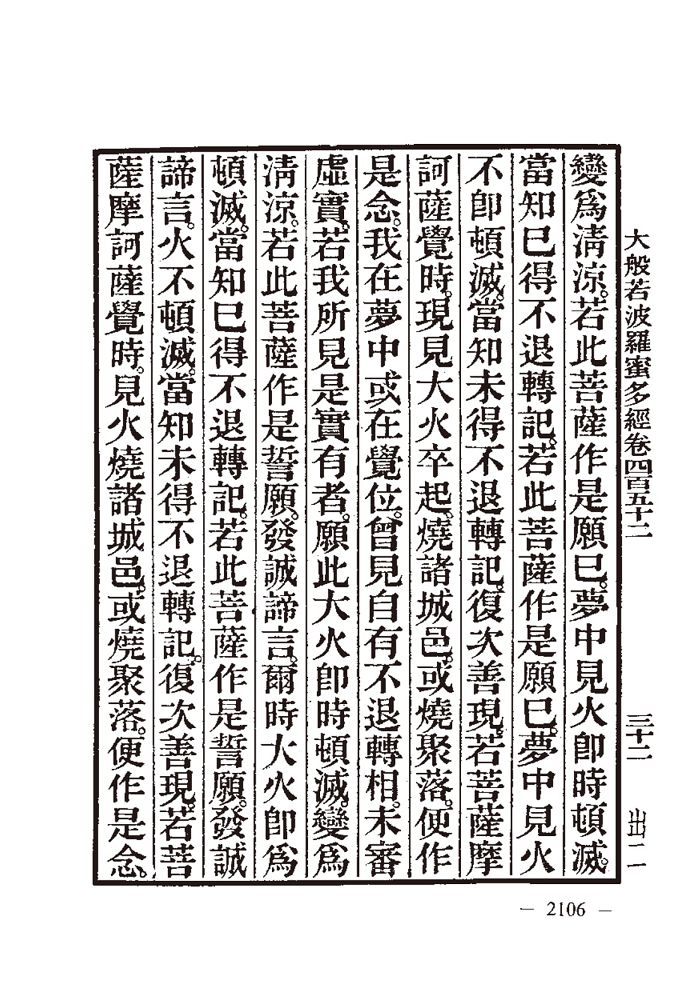 大般若波羅蜜多經卷四百五十二 三十二 出二
變爲清涼。若此菩薩作是願已。夢中見火即時頓滅。
當知已得不退轉記。若此菩薩作是願已。夢中見火
不即頓滅。當知未得不退轉記。復次善現。若菩薩摩
訶薩覺時。現見大火卒起。燒諸城邑。或燒聚落。便作
是念。我在夢中或在覺位。曾見自有不退轉相。未審
虛實。若我所見是實有者。願此大火即時頓滅。變爲
清涼。若此菩薩作是誓願。發誠諦言。爾時大火即爲
頓滅。當知已得不退轉記。若此菩薩作是誓願。發誠
諦言。火不頓滅。當知未得不退轉記。復次善現。若菩
薩摩訶薩覺時。見火燒諸城邑。或燒聚落。便作是念。
— 2106 —